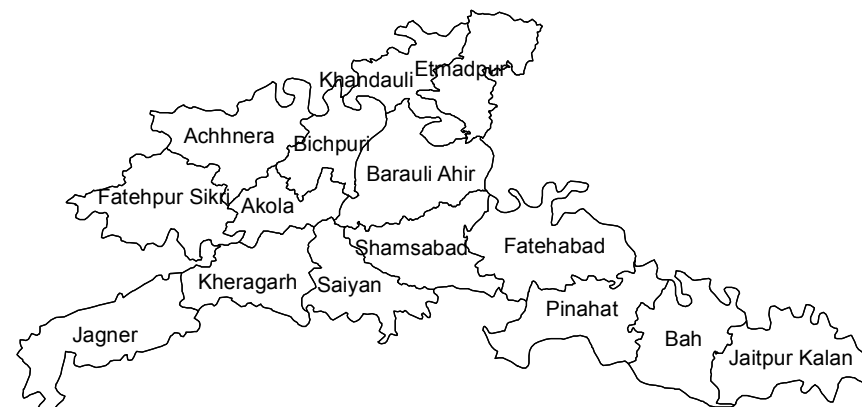 Etmadpur
Khandauli
Achhnera
Bichpuri
Barauli Ahir
Fatehpur Sikri
Akola
Shamsabad
Fatehabad
Kheragarh
Saiyan
Pinahat
Jagner
Bah
Jaitpur Kalan